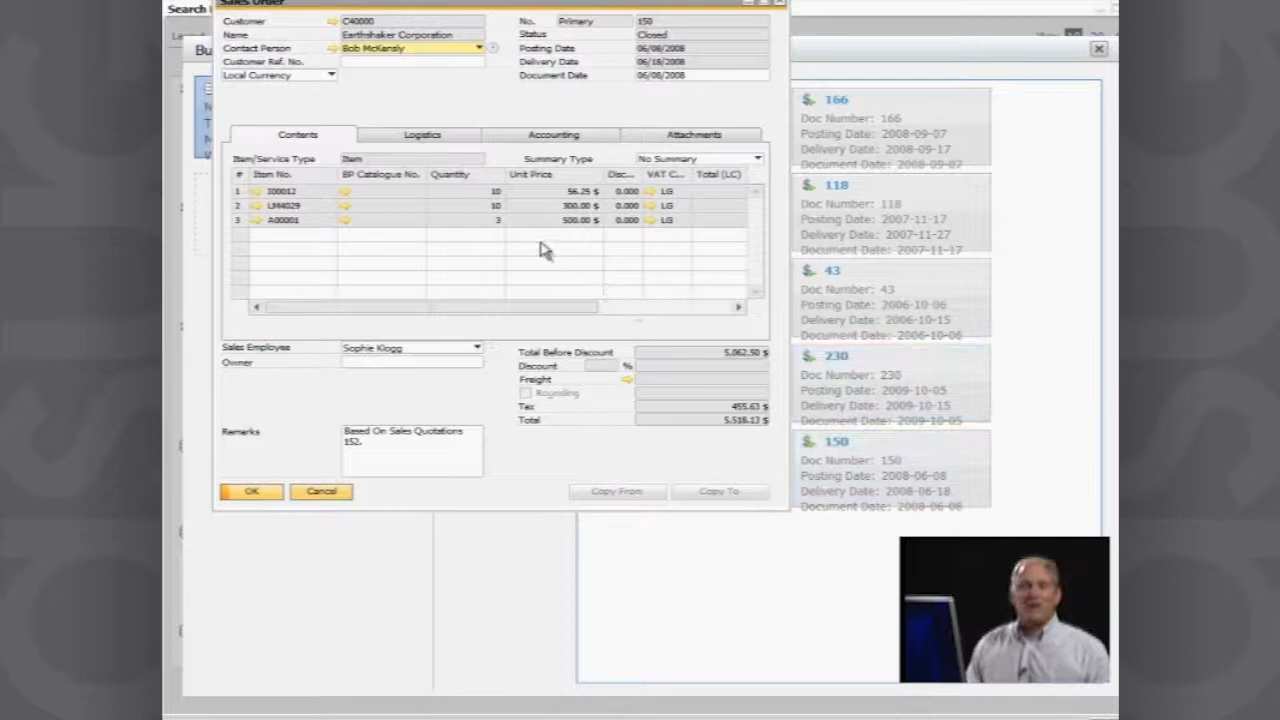 Search
Sales Order
Bu
Customer C40000
Name Earthshaker Corporation
Contact Person Bob McKensly
Customer Ref. No.
Local Currency
No. Primary 150
Status Closed
Posting Date 06/08/2008
Delivery Date 06/18/2008
Document Date 06/08/2008
Contents Logistics Accounting Attachments
Item/Service Type Item Summary Type No Summary
# Item No. BP Catalogue No. Quantity Unit Price Disc... VAT C... Total (LC)
1 I00012 10 56.25 $ 0.000 LG
2 LM4029 10 300.00 $ 0.000 LG
3 A00001 3 500.00 $ 0.000 LG
Sales Employee Sophie Klogg
Owner
Total Before Discount 5,062.50 $
Discount %
Freight
Rounding
Tax 455.63 $
Total 5,518.13 $
Remarks Based On Sales Quotations
152.
OK Cancel Copy From Copy To
166
Doc Number: 166
Posting Date: 2008-09-07
Delivery Date: 2008-09-17
Document Date: 2008-09-07
118
Doc Number: 118
Posting Date: 2007-11-17
Delivery Date: 2007-11-27
Document Date: 2007-11-17
43
Doc Number: 43
Posting Date: 2006-10-06
Delivery Date: 2006-10-15
Document Date: 2006-10-06
230
Doc Number: 230
Posting Date: 2009-10-05
Delivery Date: 2009-10-15
Document Date: 2009-10-05
150
Doc Number: 150
Posting Date: 2008-06-08
Delivery Date: 2008-06-18
Document Date: 2008-06-08